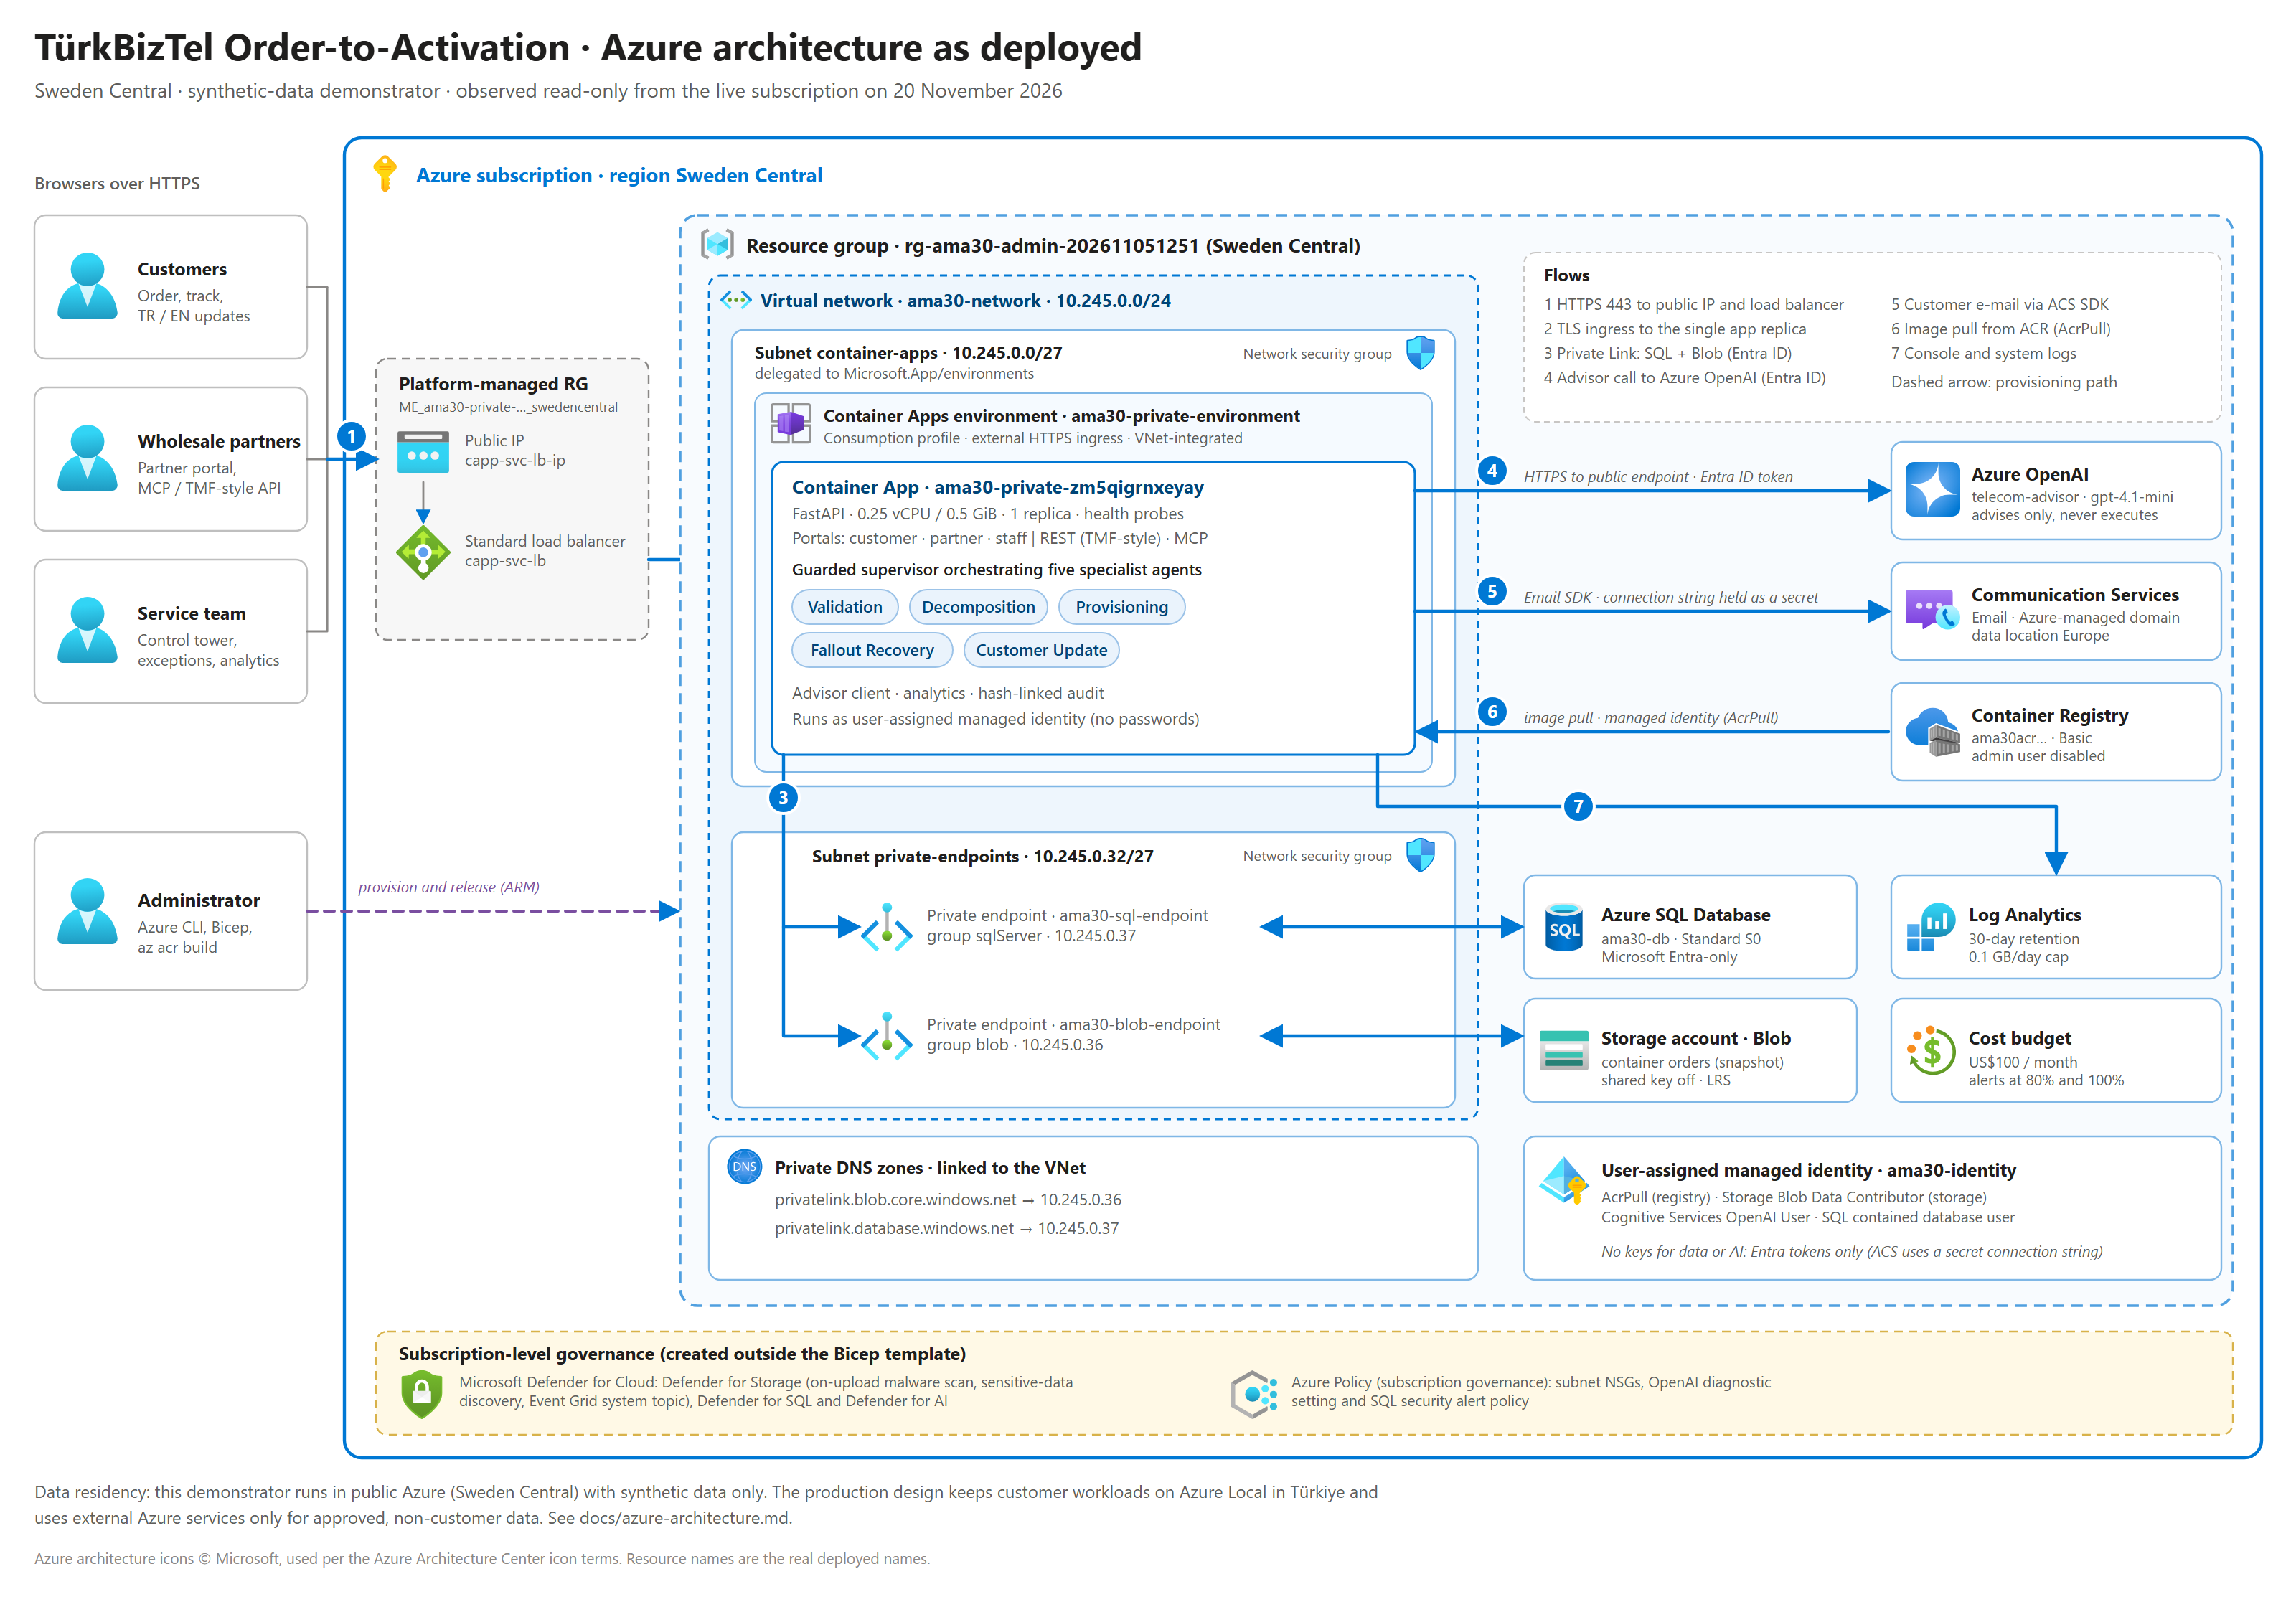 TürkBizTel Order-to-Activation · Azure architecture as deployed
Sweden Central · synthetic-data demonstrator · observed read-only from the live subscription on 20 November 2026
Browsers over HTTPS
Customers
Order, track,
TR / EN updates
Wholesale partners
Partner portal,
MCP / TMF-style API
Service team
Control tower,
exceptions, analytics
Administrator
Azure CLI, Bicep,
az acr build
Azure subscription · region Sweden Central
1
Platform-managed RG
ME_ama30-private-..._swedencentral
Public IP
capp-svc-lb-ip
Standard load balancer
capp-svc-lb
provision and release (ARM)
Resource group · rg-ama30-admin-202611051251 (Sweden Central)
Virtual network · ama30-network · 10.245.0.0/24
Subnet container-apps · 10.245.0.0/27
delegated to Microsoft.App/environments
Network security group
Container Apps environment · ama30-private-environment
Consumption profile · external HTTPS ingress · VNet-integrated
Container App · ama30-private-zm5qigrnxeyay
FastAPI · 0.25 vCPU / 0.5 GiB · 1 replica · health probes
Portals: customer · partner · staff | REST (TMF-style) · MCP
Guarded supervisor orchestrating five specialist agents
Validation
Decomposition
Provisioning
Fallout Recovery
Customer Update
Advisor client · analytics · hash-linked audit
Runs as user-assigned managed identity (no passwords)
3
Subnet private-endpoints · 10.245.0.32/27
Network security group
Private endpoint · ama30-sql-endpoint
group sqlServer · 10.245.0.37
Private endpoint · ama30-blob-endpoint
group blob · 10.245.0.36
DNS
Private DNS zones · linked to the VNet
privatelink.blob.core.windows.net → 10.245.0.36
privatelink.database.windows.net → 10.245.0.37
Flows
1 HTTPS 443 to public IP and load balancer
2 TLS ingress to the single app replica
3 Private Link: SQL + Blob (Entra ID)
4 Advisor call to Azure OpenAI (Entra ID)
5 Customer e-mail via ACS SDK
6 Image pull from ACR (AcrPull)
7 Console and system logs
Dashed arrow: provisioning path
4
HTTPS to public endpoint · Entra ID token
Azure OpenAI
telecom-advisor · gpt-4.1-mini
advises only, never executes
5
Email SDK · connection string held as a secret
Communication Services
Email · Azure-managed domain
data location Europe
6
image pull · managed identity (AcrPull)
Container Registry
ama30acr... · Basic
admin user disabled
7
SQL
Azure SQL Database
ama30-db · Standard S0
Microsoft Entra-only
Log Analytics
30-day retention
0.1 GB/day cap
Storage account · Blob
container orders (snapshot)
shared key off · LRS
$
Cost budget
US$100 / month
alerts at 80% and 100%
User-assigned managed identity · ama30-identity
AcrPull (registry) · Storage Blob Data Contributor (storage)
Cognitive Services OpenAI User · SQL contained database user
No keys for data or AI: Entra tokens only (ACS uses a secret connection string)
Subscription-level governance (created outside the Bicep template)
Microsoft Defender for Cloud: Defender for Storage (on-upload malware scan, sensitive-data
discovery, Event Grid system topic), Defender for SQL and Defender for AI
Azure Policy (subscription governance): subnet NSGs, OpenAI diagnostic
setting and SQL security alert policy
Data residency: this demonstrator runs in public Azure (Sweden Central) with synthetic data only. The production design keeps customer workloads on Azure Local in Türkiye and
uses external Azure services only for approved, non-customer data. See docs/azure-architecture.md.
Azure architecture icons © Microsoft, used per the Azure Architecture Center icon terms. Resource names are the real deployed names.